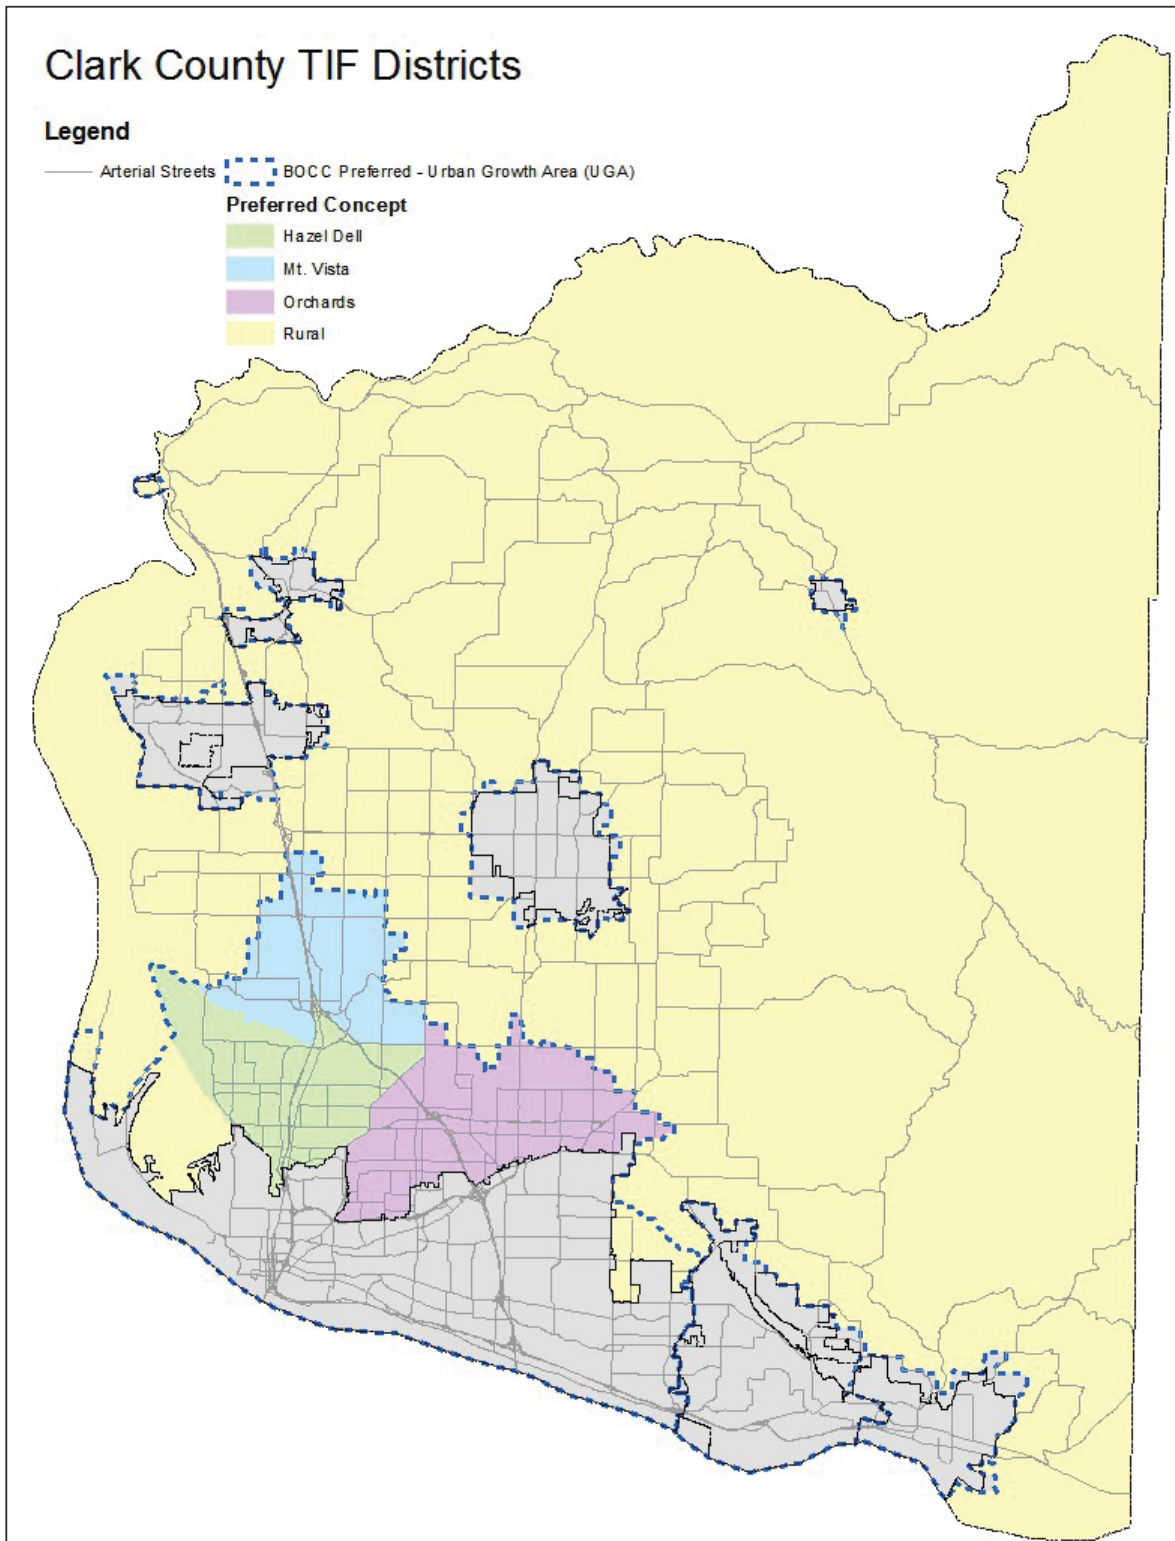 Clark County TIF Districts
Legend
Arterial Streets BOCC Preferred - Urban Growth Area (UGA)
Preferred Concept
Hazel Dell
Mt. Vista
Orchards
Rural